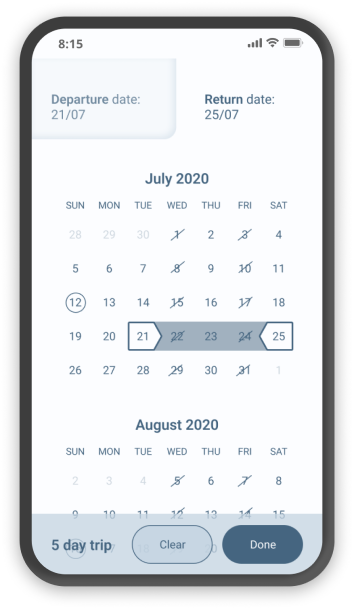 8:15
Departure date:
21/07
Return date:
25/07
July 2020
SUN MON TUE WED THU FRI SAT
28 29 30 1 2 3 4
5 6 7 8 9 10 11
12 13 14 15 16 17 18
19 20 21 22 23 24 25
26 27 28 29 30 31 1
August 2020
SUN MON TUE WED THU FRI SAT
2 3 4 5 6 7 8
9 10 11 12 13 14 15
5 day trip Clear Done